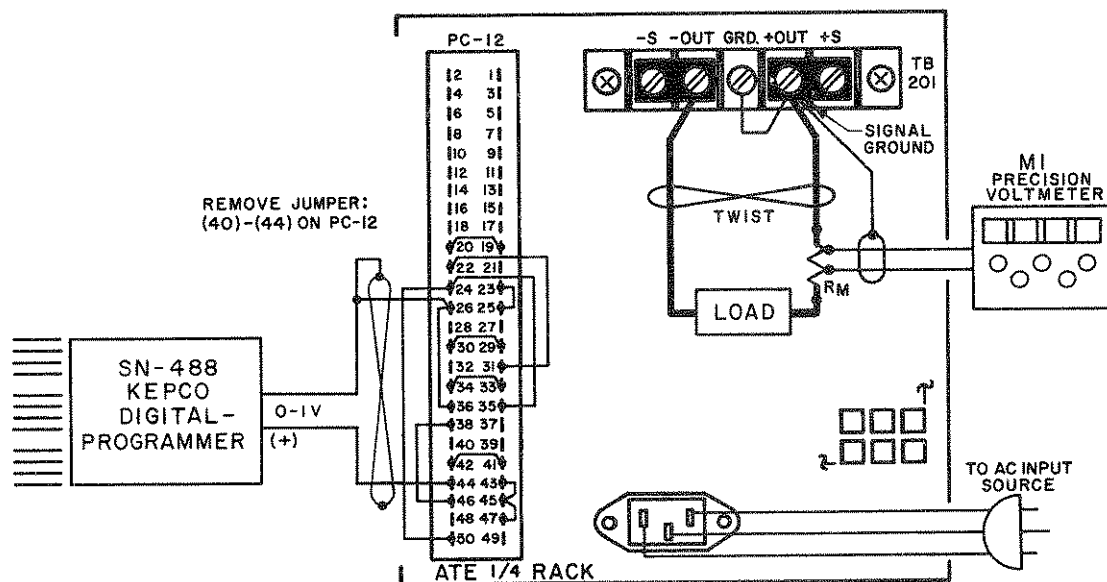 PC-12
2 1
4 3
6 5
8 7
10 9
12 11
14 13
16 15
18 17
20 19
22 21
24 23
26 25
28 27
30 29
32 31
34 33
36 35
38 37
40 39
42 41
44 43
46 45
48 47
50 49
ATE 1/4 RACK
REMOVE JUMPER:
(40)-(44) ON PC-12
SN-488
KEPCO
DIGITAL-
PROGRAMMER
0-1V
(+)
-S -OUT GRD. +OUT +S
TB
201
SIGNAL
GROUND
TWIST
RM
LOAD
M1
PRECISION
VOLTMETER
TO AC INPUT
SOURCE